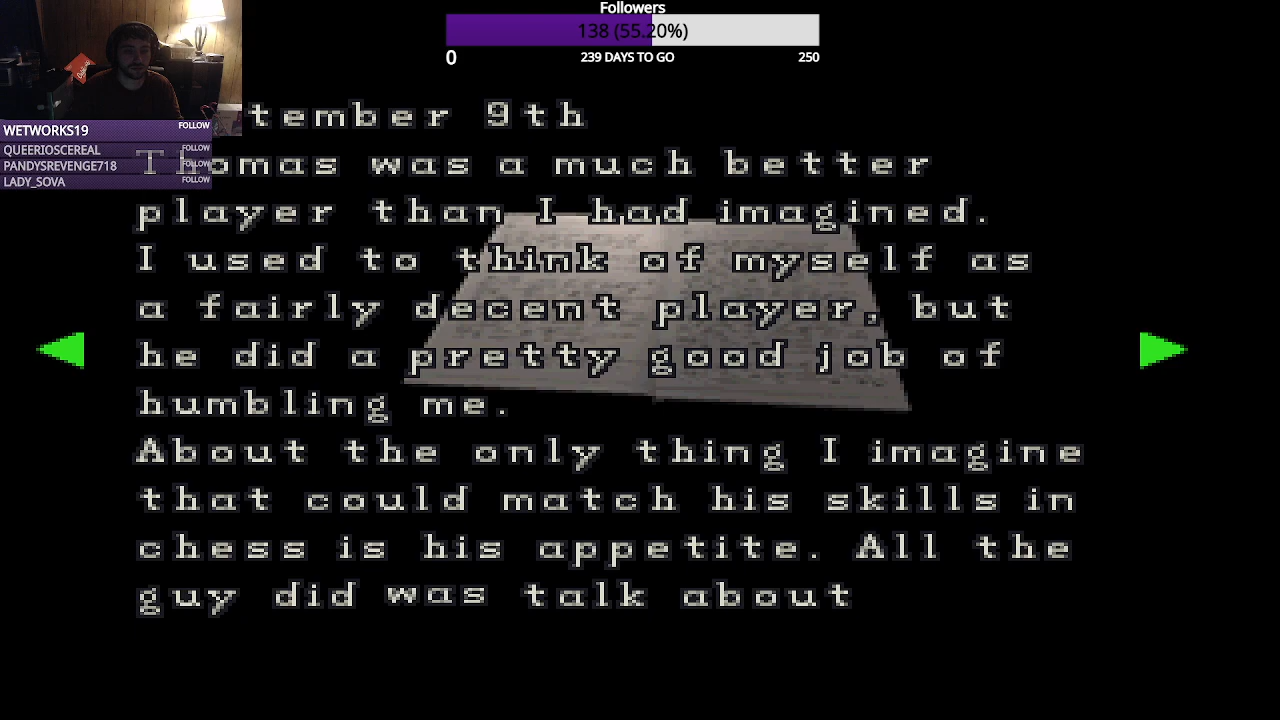 Followers
138 (55.20%)
0 239 DAYS TO GO 250
WETWORKS19 FOLLOW
QUEERIOSCEREAL FOLLOW
PANDYSREVENGE718 FOLLOW
LADY_SOVA FOLLOW
tember 9th
Thomas was a much better
player than I had imagined.
I used to think of myself as
a fairly decent player, but
he did a pretty good job of
humbling me.
About the only thing I imagine
that could match his skills in
chess is his appetite. All the
guy did was talk about